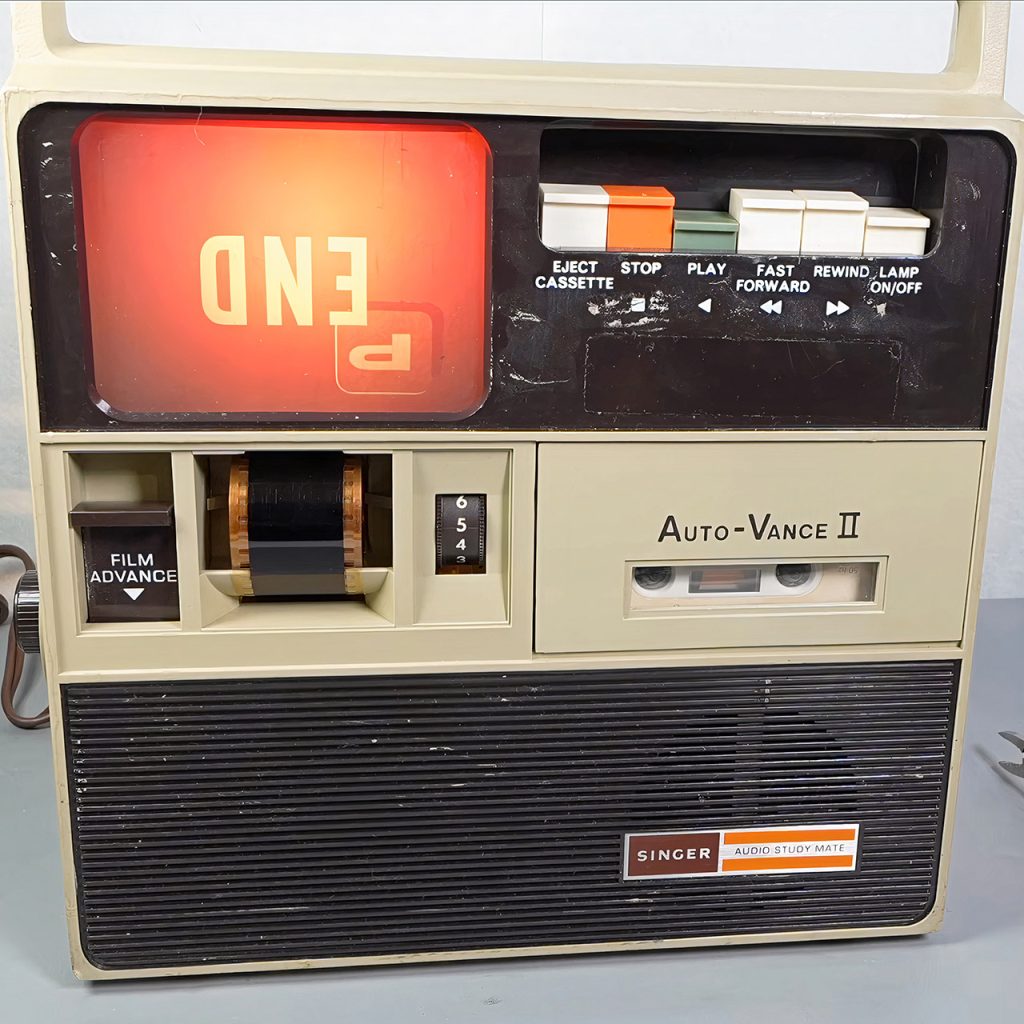 END
P
EJECT CASSETTE
STOP
PLAY
FAST FORWARD
REWIND
LAMP ON/OFF
FILM
ADVANCE
6
5
4
3
AUTO-VANCE II
SINGER AUDIO STUDY MATE